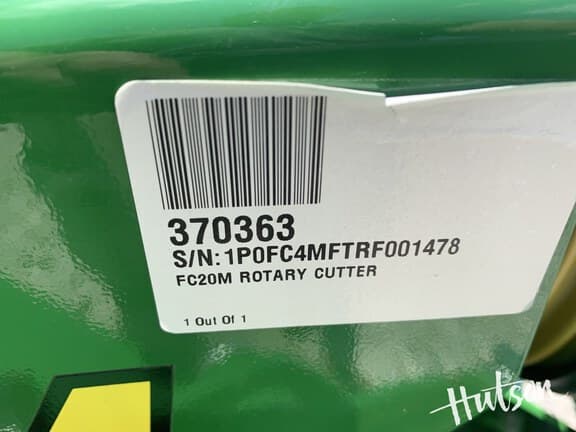 370363
S/N:1P0FC4MFTRF001478
FC20M ROTARY CUTTER
1 Out Of 1
Hutson